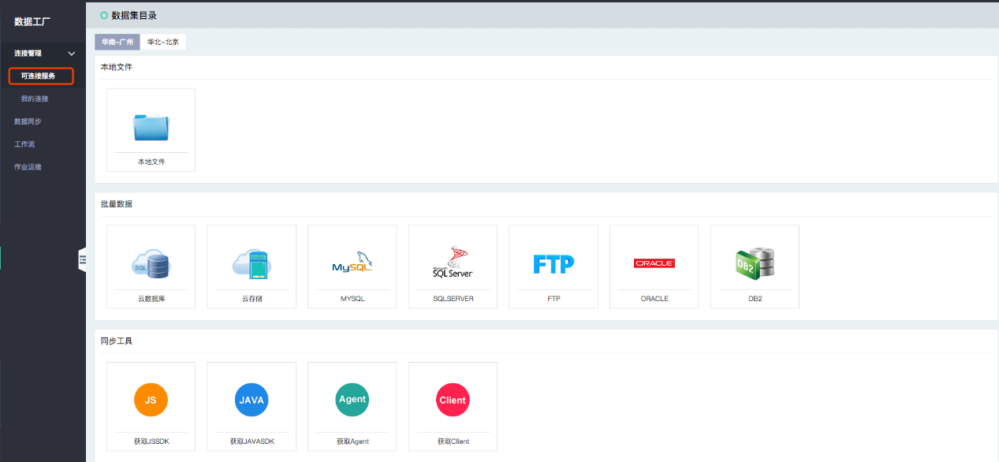 数据工厂
连接管理
可连接服务
我的连接
数据同步
工作流
作业运维
数据集目录
华南-广州 华北-北京
本地文件
本地文件
批量数据
SQL
MySQL
Microsoft SQL Server
FTP
ORACLE
DB2
云数据库 云存储 MYSQL SQLSERVER FTP ORACLE DB2
同步工具
JS JAVA Agent Client
获取JSSDK 获取JAVASDK 获取Agent 获取Client